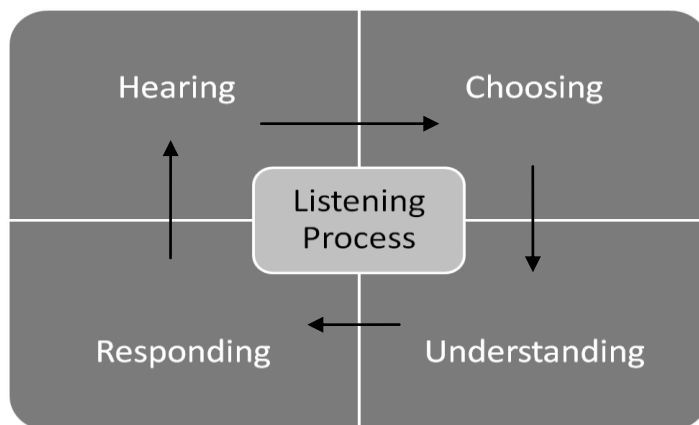 Hearing
Choosing
Listening
Process
Responding
Understanding